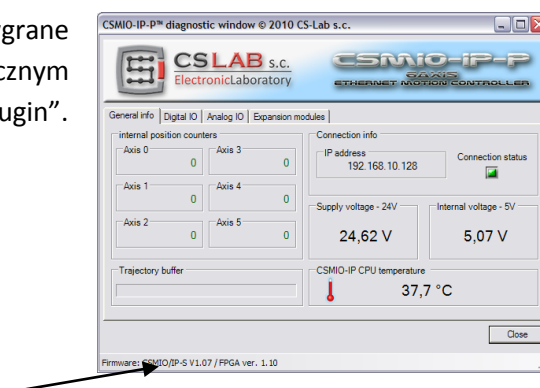 grane
cznym
ugin”.
CSMIO-IP-P™ diagnostic window © 2010 CS-Lab s.c.
CSLAB s.c.
ElectronicLaboratory
CSMIO-IP-P
6AXIS
ETHERNET MOTION CONTROLLER
General info Digital IO Analog IO Expansion modules
internal position counters
Axis 0
0
Axis 3
0
Axis 1
0
Axis 4
0
Axis 2
0
Axis 5
0
Trajectory buffer
Connection info
IP address
192.168.10.128
Connection status
Supply voltage - 24V
24,62 V
Internal voltage - 5V
5,07 V
CSMIO-IP CPU temperature
37,7 °C
Close
Firmware: CSMIO/IP-S V1.07 / FPGA ver. 1.10